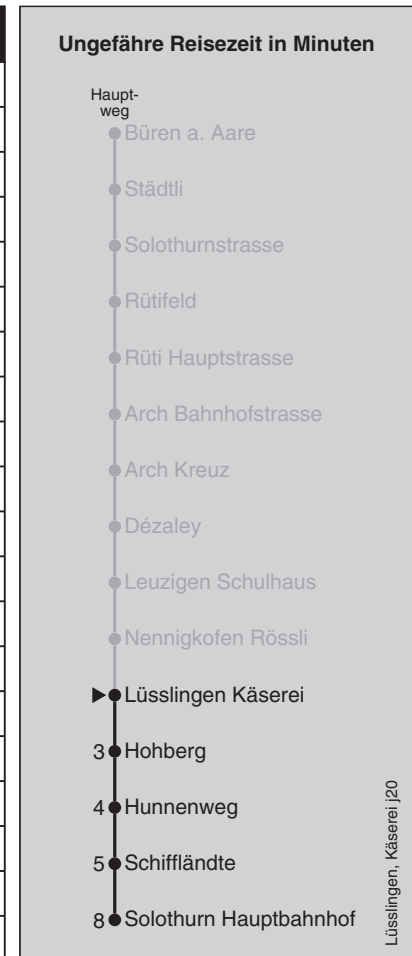 Ungefähre Reisezeit in Minuten
Haupt-
weg
Büren a. Aare
Städtli
Solothurnstrasse
Rütifeld
Rüti Hauptstrasse
Arch Bahnhofstrasse
Arch Kreuz
Dézaley
Leuzigen Schulhaus
Nennigkofen Rössli
Lüsslingen Käserei
3 Hohberg
4 Hunnenweg
5 Schiffländte
8 Solothurn Hauptbahnhof
Lüsslingen, Käserei j20